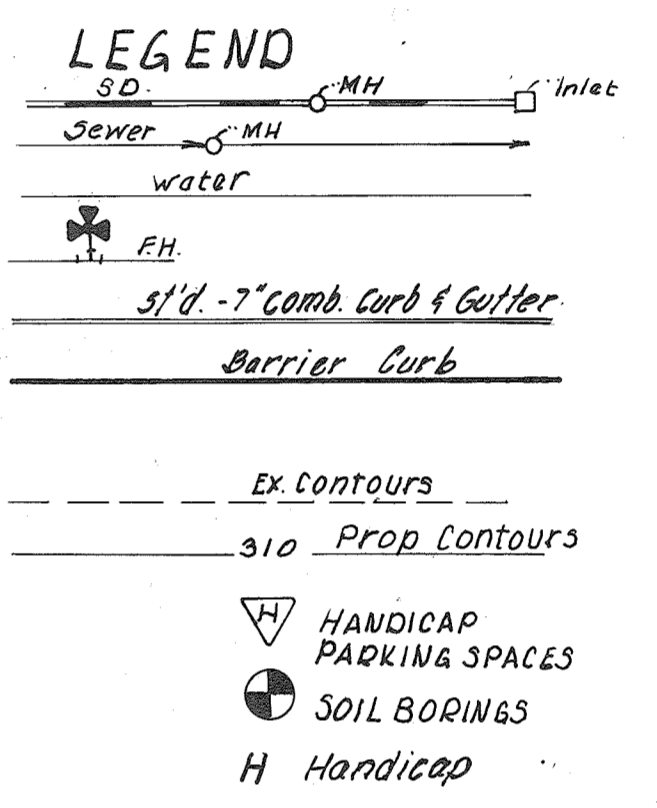 LEGEND
SD. MH Inlet
Sewer MH
water
F.H.
St'd. - 7" Comb. Curb & Gutter.
Barrier Curb
Ex. Contours
310 Prop Contours
H HANDICAP
PARKING SPACES
SOIL BORINGS
H Handicap